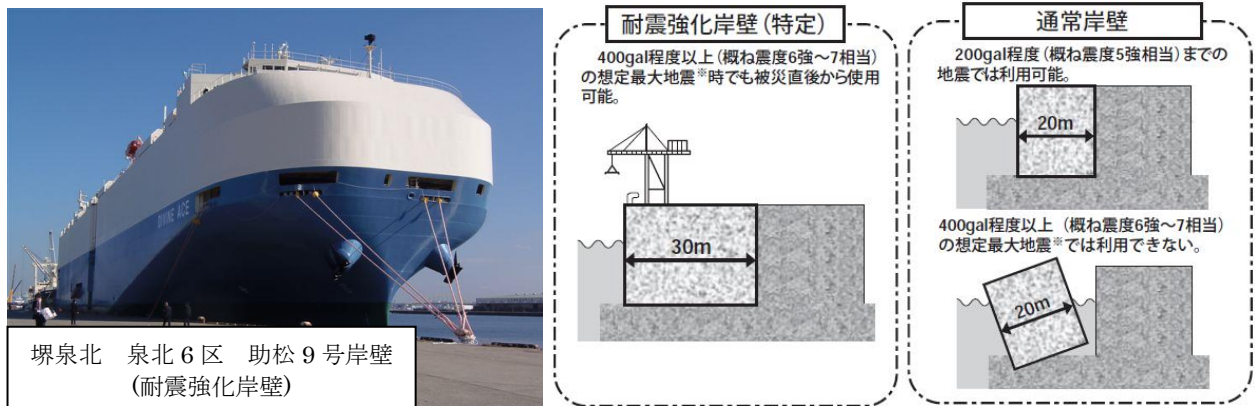 DIVINE ACE
堺泉北　泉北6区　助松9号岸壁
(耐震強化岸壁)
耐震強化岸壁(特定)
400gal程度以上(概ね震度6強～7相当)
の想定最大地震※時でも被災直後から使用
可能。
30m
通常岸壁
200gal程度(概ね震度5強相当)までの
地震では利用可能。
20m
400gal程度以上（概ね震度6強～7相当)
の想定最大地震※では利用できない。
20m